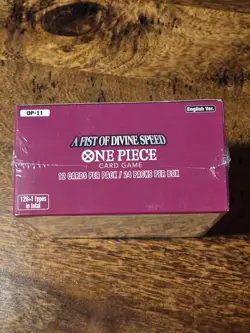 OP-11
English Ver.
A FIST OF DIVINE SPEED
ONE PIECE
CARD GAME
12 CARDS PER PACK / 24 PACKS PER BOX
128+1 types
in total